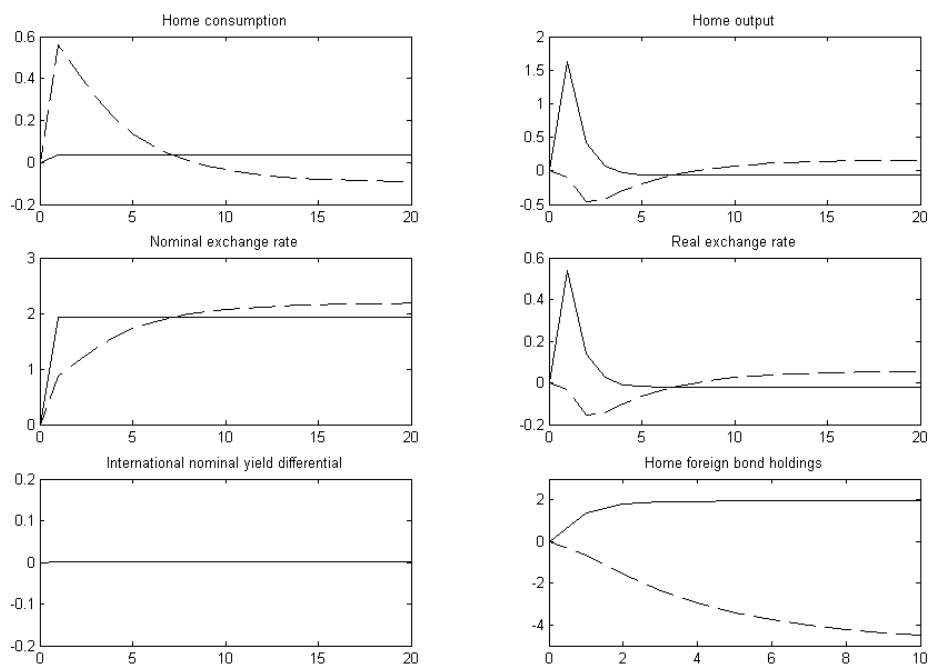 Home consumption
0.6
0.4
0.2
0
-0.2
0 5 10 15 20
Home output
2
1.5
1
0.5
0
-0.5
0 5 10 15 20
Nominal exchange rate
3
2
1
0
0 5 10 15 20
Real exchange rate
0.6
0.4
0.2
0
-0.2
0 5 10 15 20
International nominal yield differential
0.2
0.1
0
-0.1
-0.2
0 5 10 15 20
Home foreign bond holdings
2
0
-2
-4
0 2 4 6 8 10